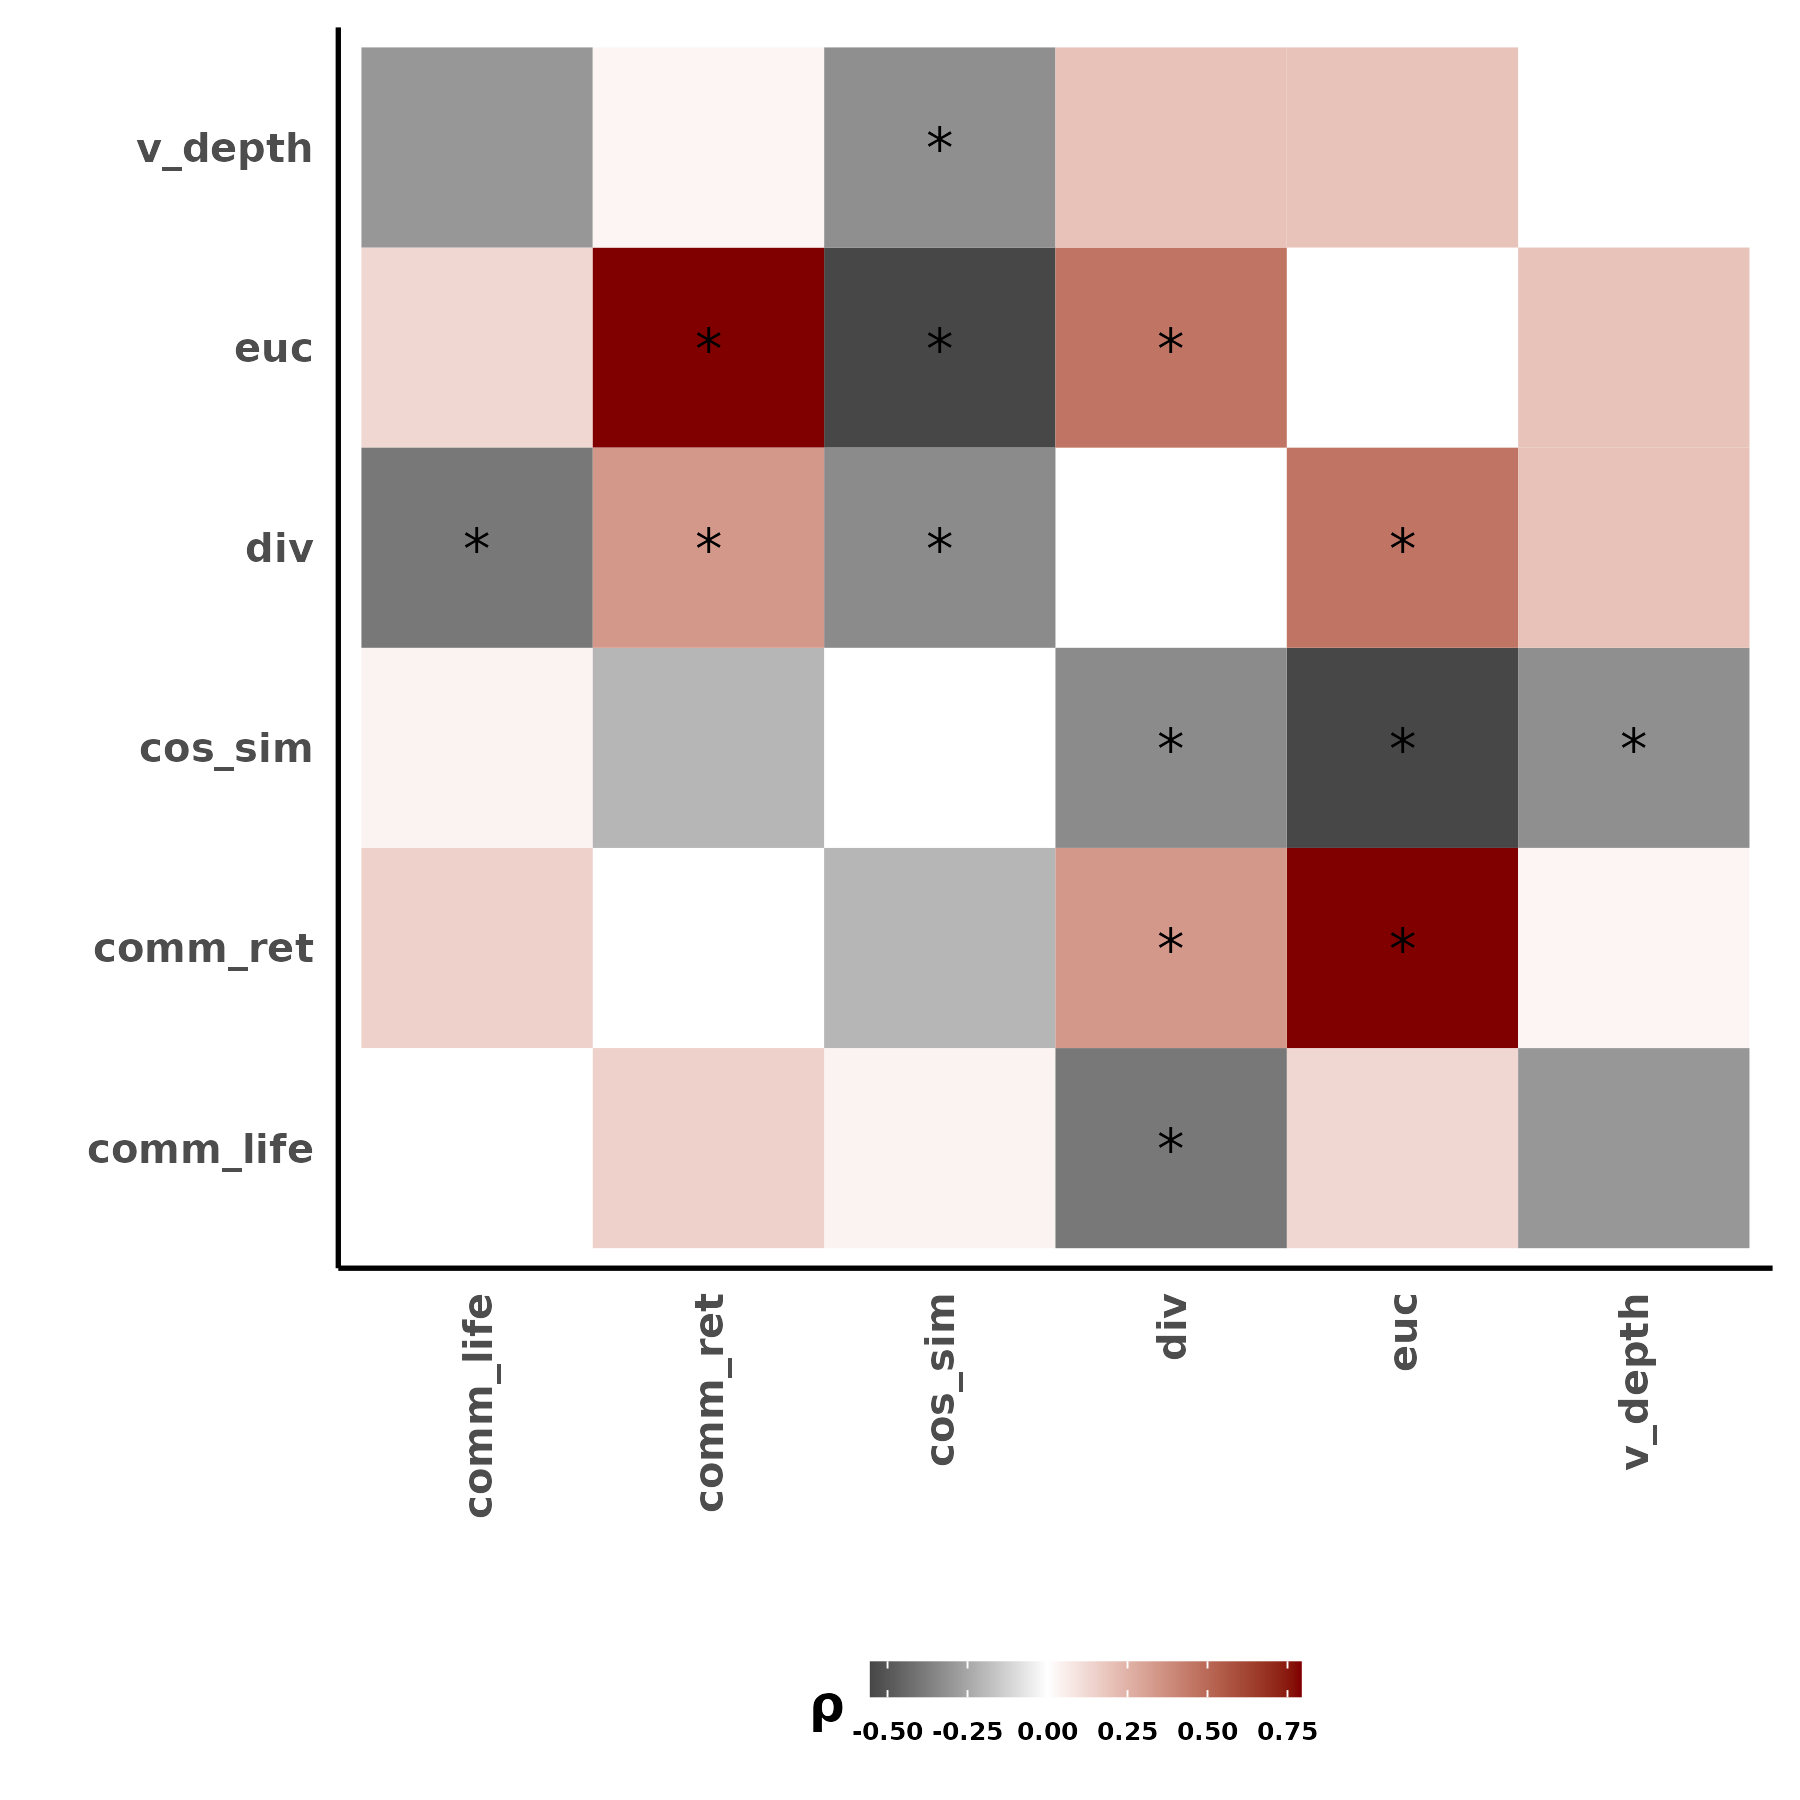 v_depth
*
euc
* * *
div
* * * *
cos_sim
* * *
comm_ret
* *
comm_life
*
comm_life comm_ret cos_sim div euc v_depth
ρ
-0.50 -0.25 0.00 0.25 0.50 0.75